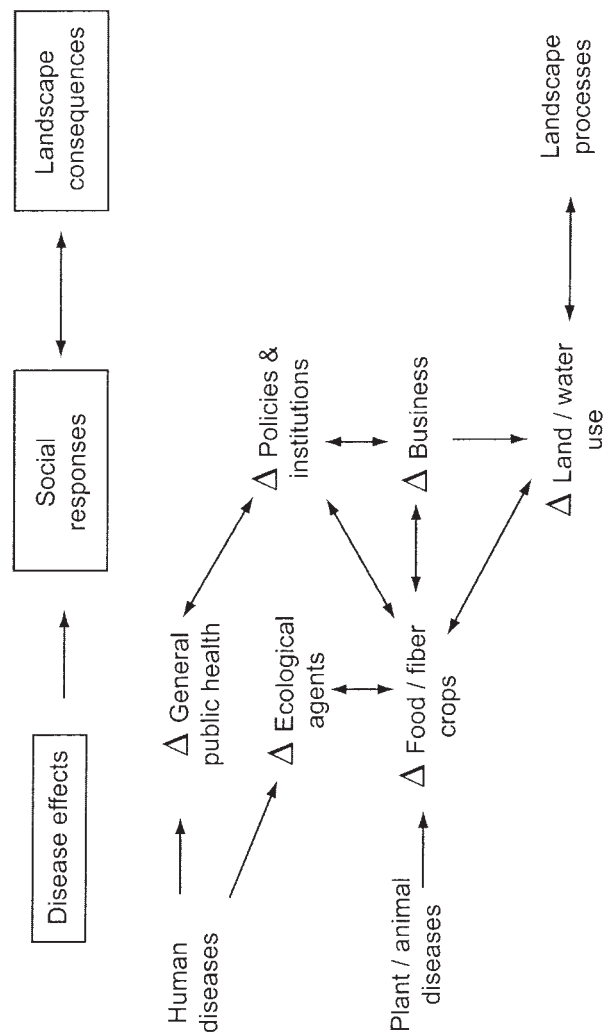 Disease effects
Social
responses
Landscape
consequences
Human
diseases
Δ General
public health
Δ Ecological
agents
Δ Policies &
institutions
Plant / animal
diseases
Δ Food / fiber
crops
Δ Business
Δ Land / water
use
Landscape
processes